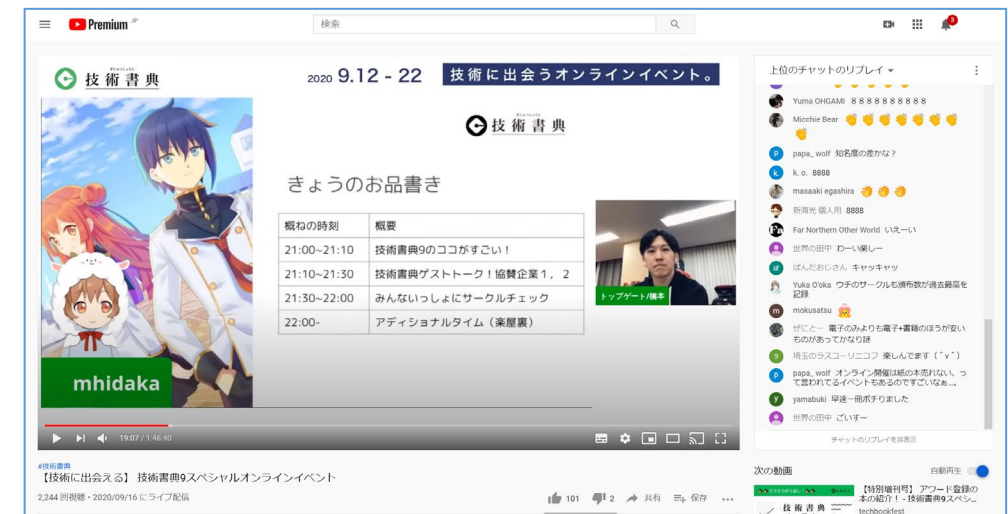 Premium JP
検索
3
技術書典
2020 9.12 - 22 技術に出会うオンラインイベント。
技術書典
きょうのお品書き
概ねの時刻 概要
21:00~21:10 技術書典9のココがすごい!
21:10~21:30 技術書典ゲストトーク!協賛企業1,2
21:30~22:00 みんないっしょにサークルチェック
22:00- アディショナルタイム(楽屋裏)
トップゲート/橋本
mhidaka
19:07 / 1:46:40
#技術書典
【技術に出会える】 技術書典9スペシャルオンラインイベント
2,244 回視聴・2020/09/16 にライブ配信
101 2 共有 保存
上位のチャットのリプレイ
Yuma OHGAMI 8888888888
Micchie Bear
papa_wolf 知名度の差かな?
k. o. 8888
masaaki egashira
新海光 個人用 8888
Far Northern Other World いえーい
世界の田中 わーい楽しー
ぱんだおじさん キャッキャッ
Yuka O'oka ウチのサークルも頒布数が過去最高を
記録
mokusatsu
ぜにとー 電子のみよりも電子+書籍のほうが安い
ものがあってかなり謎
埼玉のラスコーリニコフ 楽しんでます(^v^)
papa_wolf オンライン開催は紙の本売れない、っ
て言われてるイベントもあるのですごいなぁ…。
yamabuki 早速一冊ポチりました
世界の田中 ごいすー
チャットのリプレイを非表示
次の動画 自動再生
【特別増刊号】 アワード登録の
本の紹介! - 技術書典9スペシ...
techbookfest
技術書典